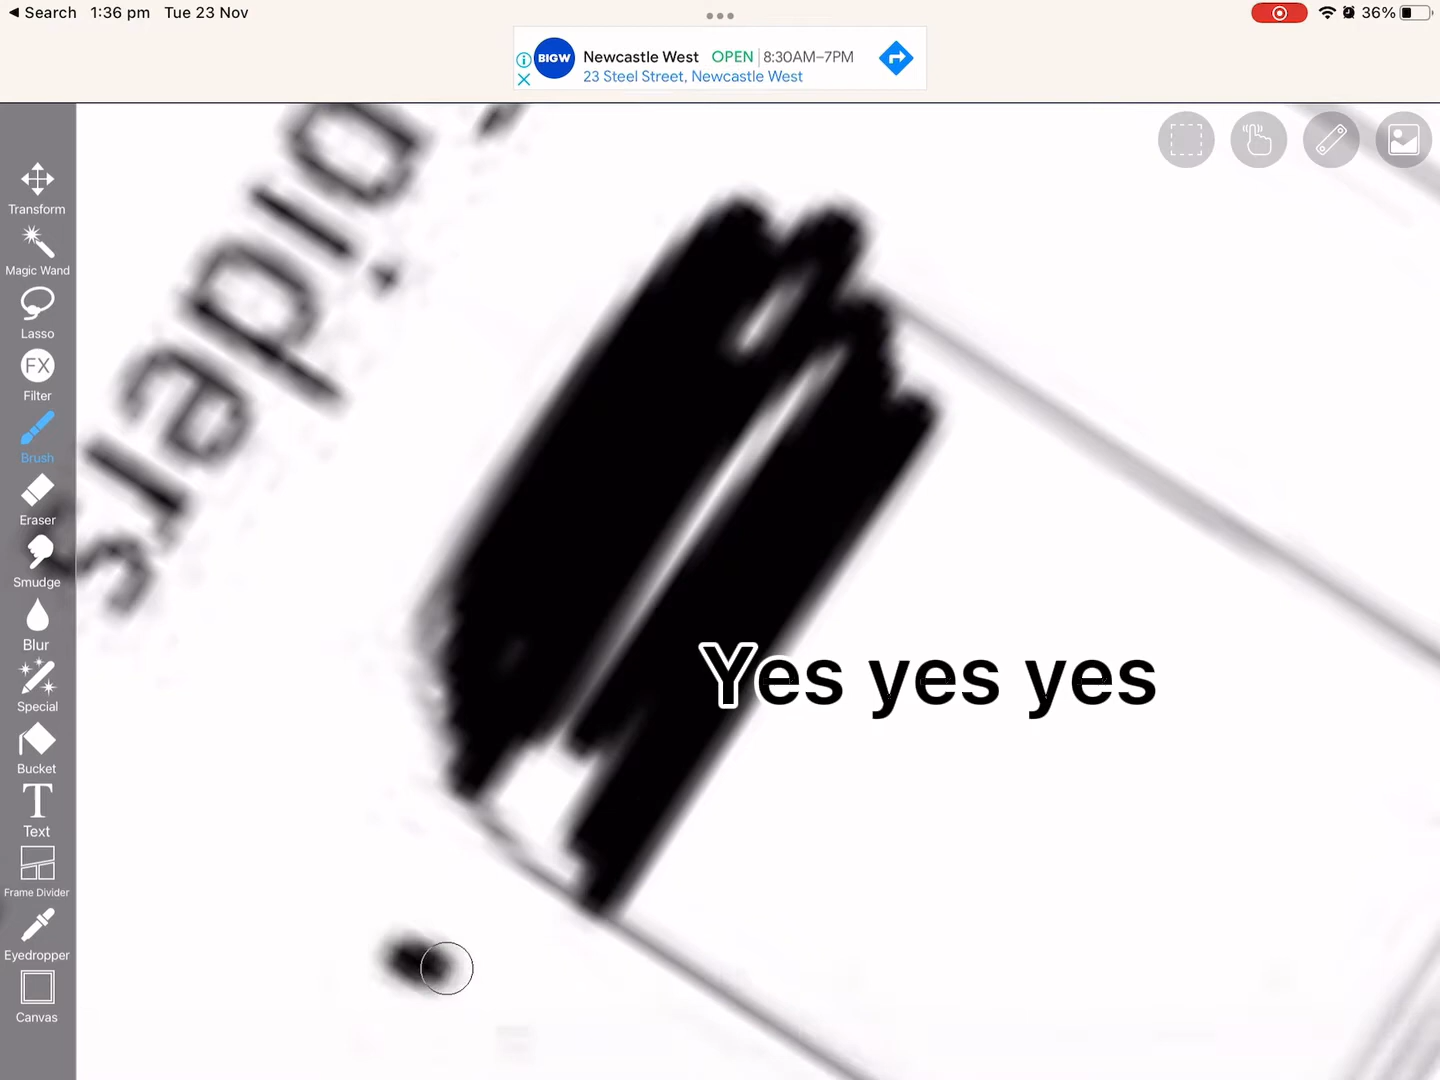 Search 1:36 pm Tue 23 Nov
36%
BIGW Newcastle West OPEN 8:30AM–7PM
23 Steel Street, Newcastle West
Transform
Magic Wand
Lasso
FX
Filter
Brush
Eraser
Smudge
Blur
Special
Bucket
T
Text
Frame Divider
Eyedropper
Canvas
spider
Yes yes yes